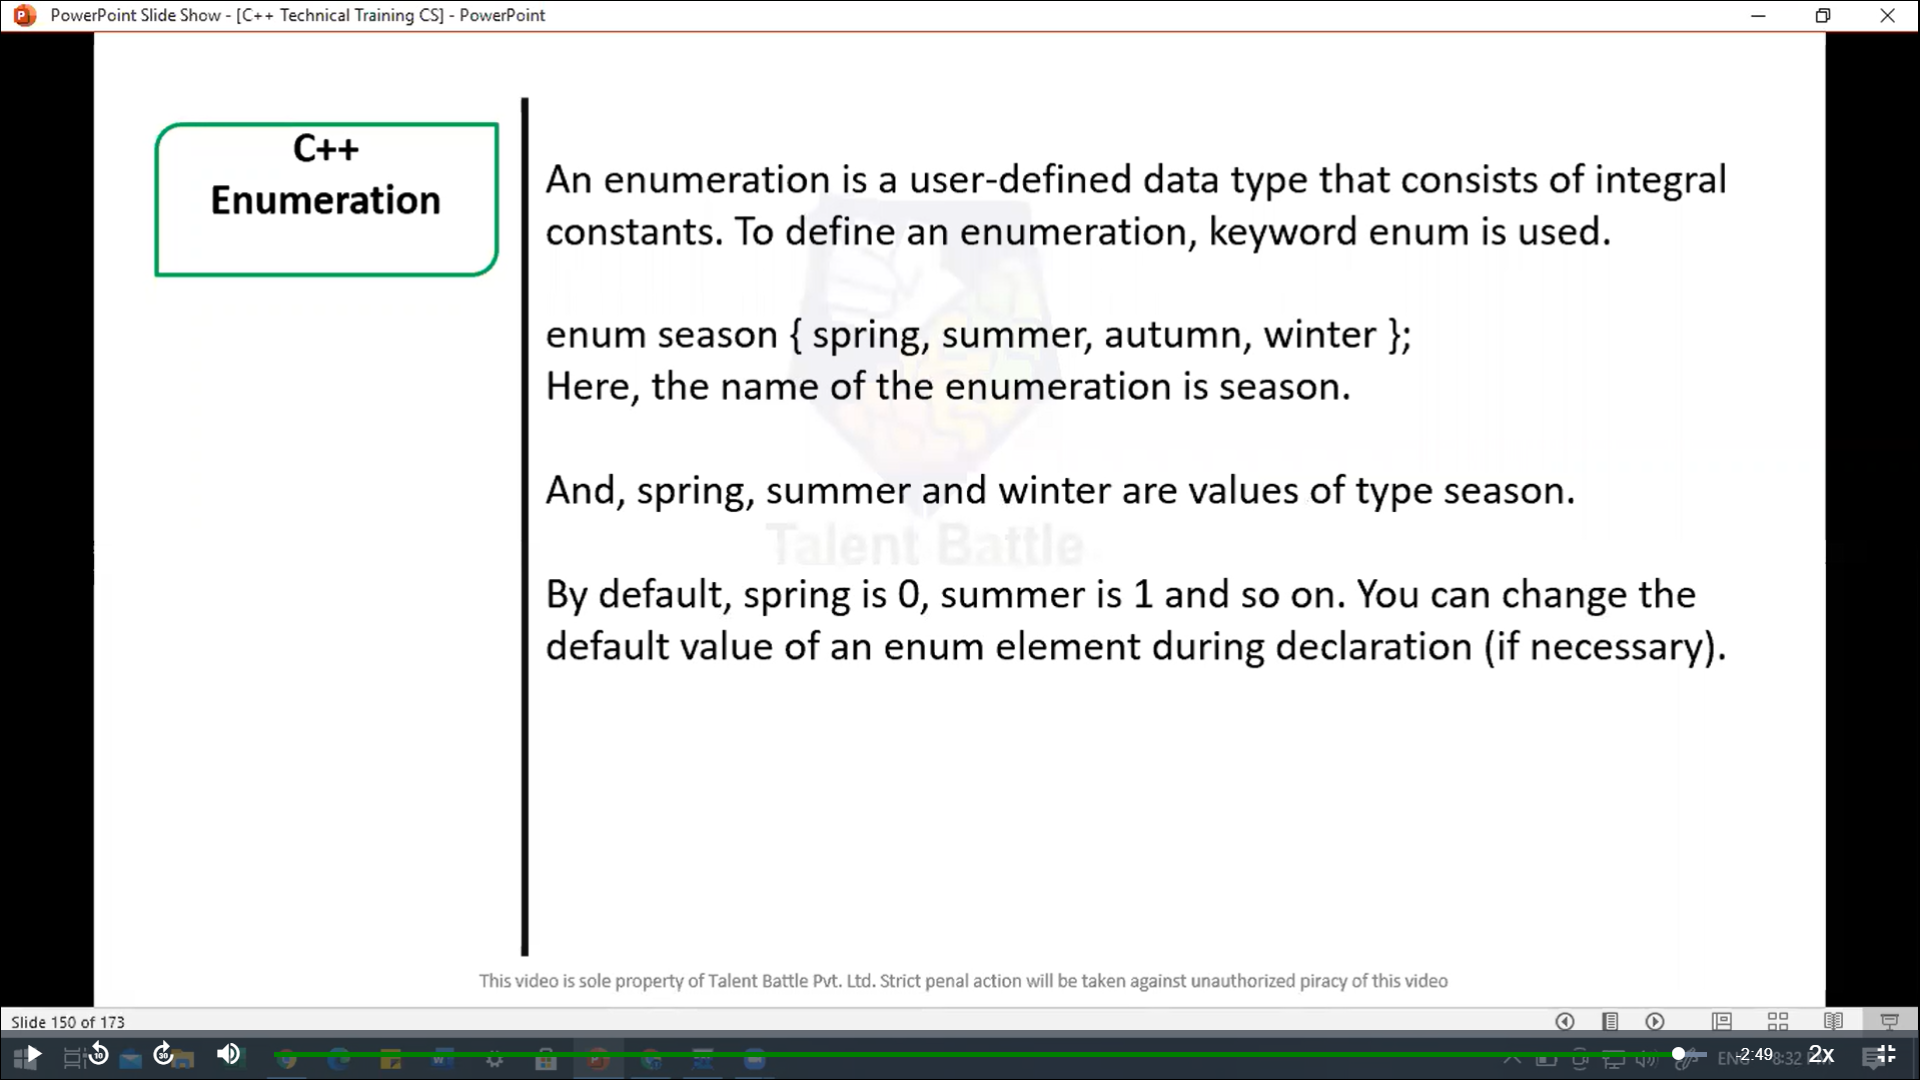 PowerPoint Slide Show - [C++ Technical Training CS] - PowerPoint
C++
Enumeration
An enumeration is a user-defined data type that consists of integral
constants. To define an enumeration, keyword enum is used.
enum season { spring, summer, autumn, winter };
Here, the name of the enumeration is season.
And, spring, summer and winter are values of type season.
Talent Battle
By default, spring is 0, summer is 1 and so on. You can change the
default value of an enum element during declaration (if necessary).
This video is sole property of Talent Battle Pvt. Ltd. Strict penal action will be taken against unauthorized piracy of this video
Slide 150 of 173
10
30
-2:49
2x